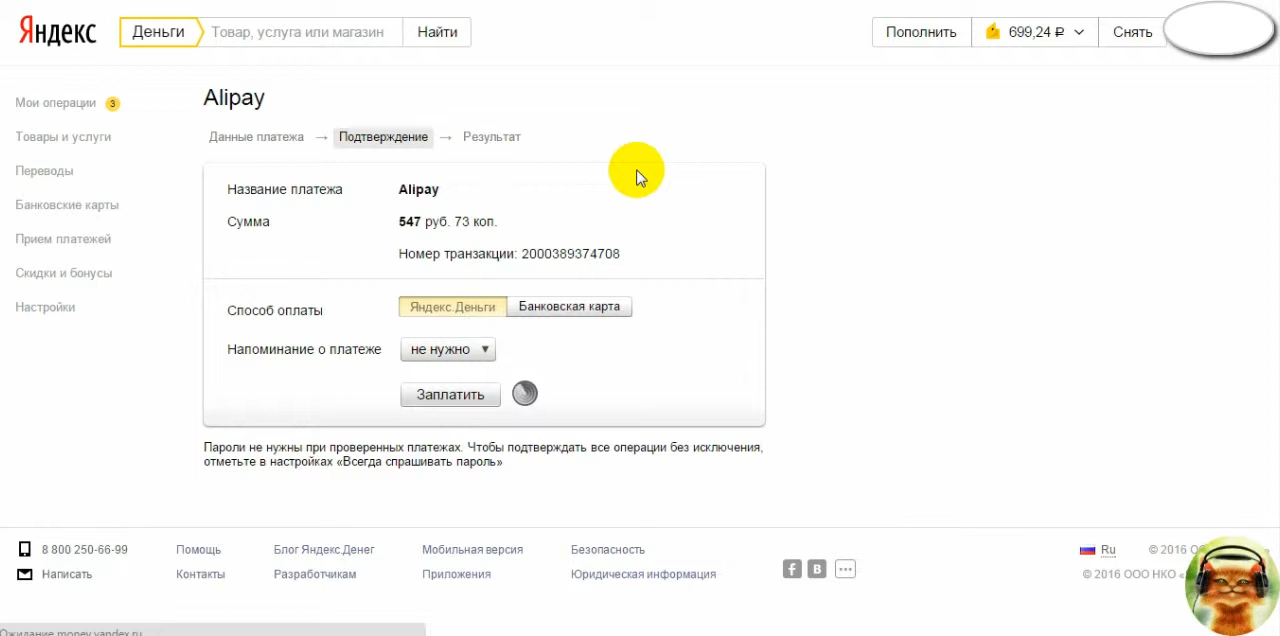 Яндекс Деньги Товар, услуга или магазин Найти Пополнить 699,24 ₽ Снять
Мои операции 3
Товары и услуги
Переводы
Банковские карты
Прием платежей
Скидки и бонусы
Настройки
Alipay
Данные платежа → Подтверждение → Результат
Название платежа Alipay
Сумма 547 руб. 73 коп.
Номер транзакции: 2000389374708
Способ оплаты Яндекс.Деньги Банковская карта
Напоминание о платеже не нужно
Заплатить
Пароли не нужны при проверенных платежах. Чтобы подтверждать все операции без исключения,
отметьте в настройках «Всегда спрашивать пароль»
8 800 250-66-99 Помощь Блог Яндекс.Денег Мобильная версия Безопасность Ru © 2016
Написать Контакты Разработчикам Приложения Юридическая информация © 2016 ООО НКО
Ожидание money.yandex.ru